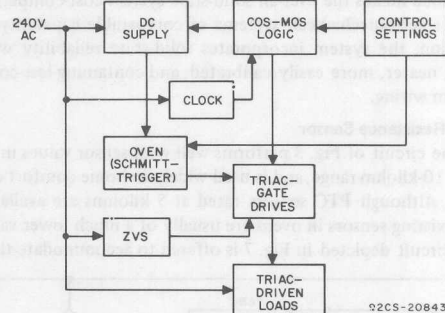 240V
AC
DC
SUPPLY
COS-MOS
LOGIC
CONTROL
SETTINGS
CLOCK
OVEN
(SCHMITT-
TRIGGER)
TRIAC-
GATE
DRIVES
ZVS
TRIAC-
DRIVEN
LOADS
92CS-20843